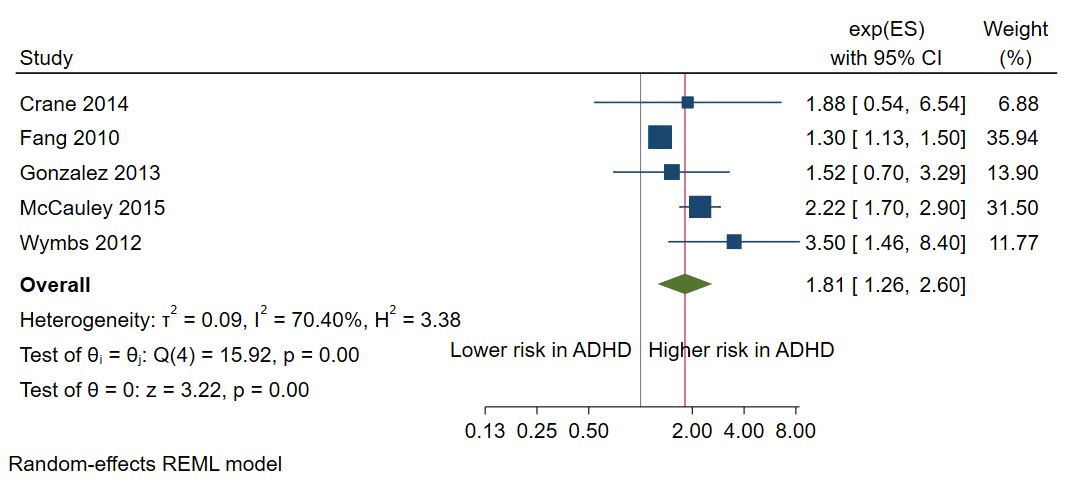 exp(ES) Weight
Study with 95% CI (%)
Crane 2014 1.88 [ 0.54, 6.54] 6.88
Fang 2010 1.30 [ 1.13, 1.50] 35.94
Gonzalez 2013 1.52 [ 0.70, 3.29] 13.90
McCauley 2015 2.22 [ 1.70, 2.90] 31.50
Wymbs 2012 3.50 [ 1.46, 8.40] 11.77
Overall 1.81 [ 1.26, 2.60]
Heterogeneity: τ² = 0.09, I² = 70.40%, H² = 3.38
Test of θᵢ = θⱼ: Q(4) = 15.92, p = 0.00 Lower risk in ADHD Higher risk in ADHD
Test of θ = 0: z = 3.22, p = 0.00
0.13 0.25 0.50 2.00 4.00 8.00
Random-effects REML model